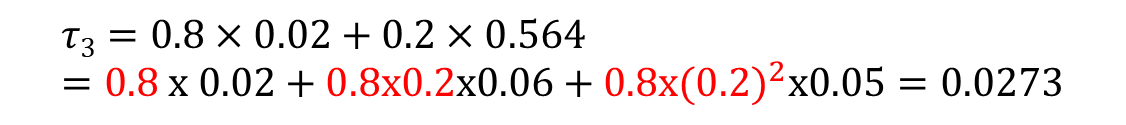 τ₃ = 0.8 × 0.02 + 0.2 × 0.564
= 0.8 x 0.02 + 0.8x0.2x0.06 + 0.8x(0.2)²x0.05 = 0.0273